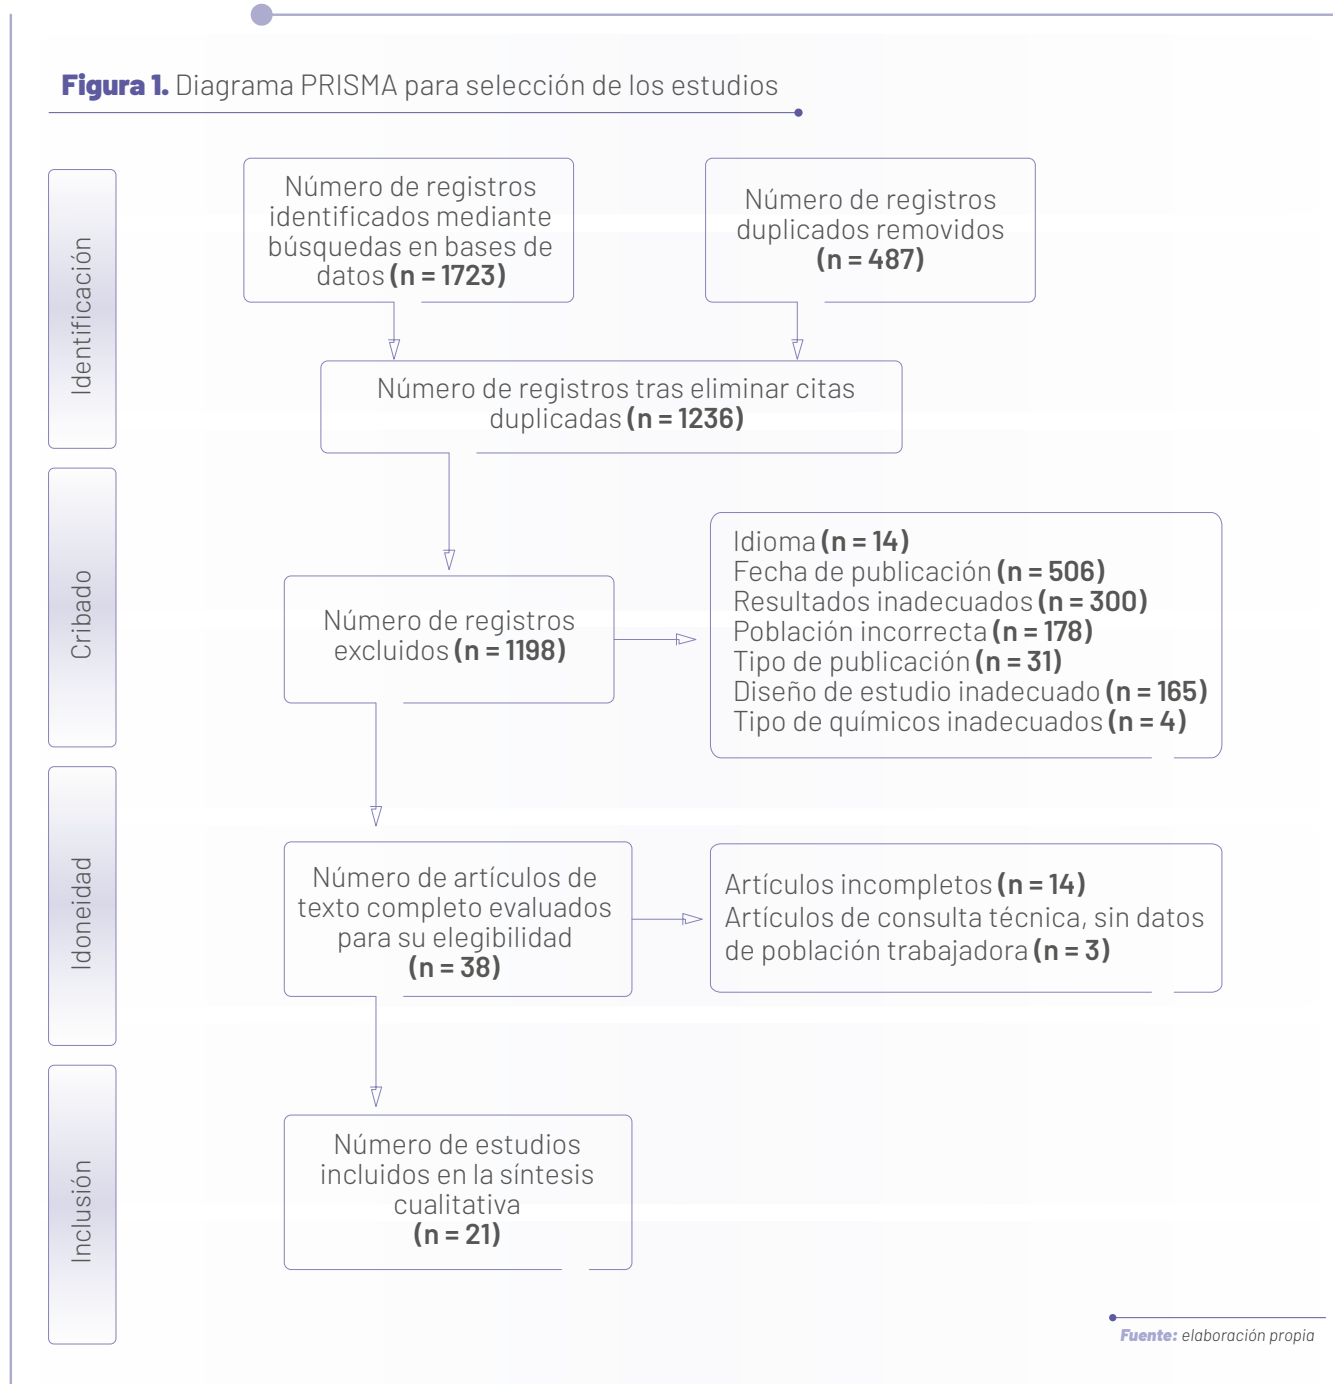 Figura 1. Diagrama PRISMA para selección de los estudios
Identificación
Número de registros
identificados mediante
búsquedas en bases de
datos (n = 1723)
Número de registros
duplicados removidos
(n = 487)
Número de registros tras eliminar citas
duplicadas (n = 1236)
Cribado
Número de registros
excluidos (n = 1198)
Idioma (n = 14)
Fecha de publicación (n = 506)
Resultados inadecuados (n = 300)
Población incorrecta (n = 178)
Tipo de publicación (n = 31)
Diseño de estudio inadecuado (n = 165)
Tipo de químicos inadecuados (n = 4)
Idoneidad
Número de artículos de
texto completo evaluados
para su elegibilidad
(n = 38)
Artículos incompletos (n = 14)
Artículos de consulta técnica, sin datos
de población trabajadora (n = 3)
Inclusión
Número de estudios
incluidos en la síntesis
cualitativa
(n = 21)
Fuente: elaboración propia